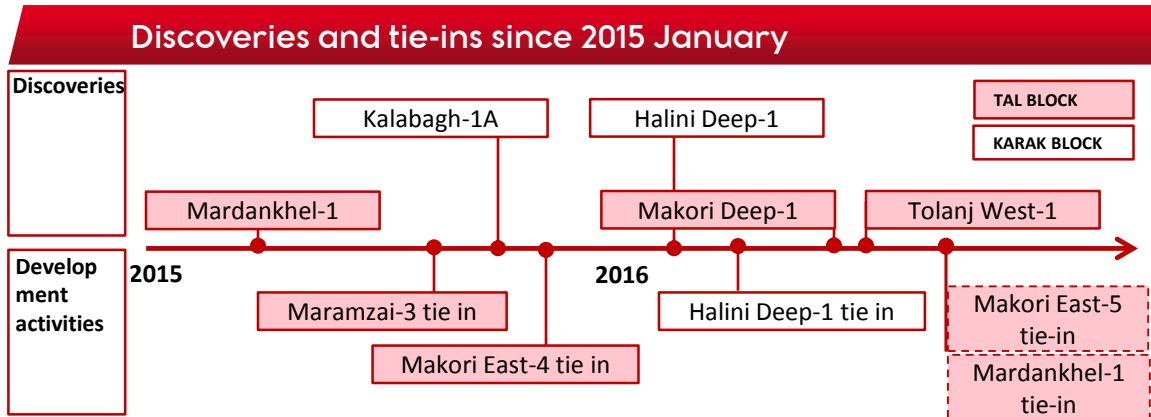 Discoveries and tie-ins since 2015 January
Discoveries
TAL BLOCK
KARAK BLOCK
Kalabagh-1A
Halini Deep-1
Mardankhel-1
Makori Deep-1
Tolanj West-1
2015
2016
Develop
ment
activities
Maramzai-3 tie in
Halini Deep-1 tie in
Makori East-4 tie in
Makori East-5
tie-in
Mardankhel-1
tie-in